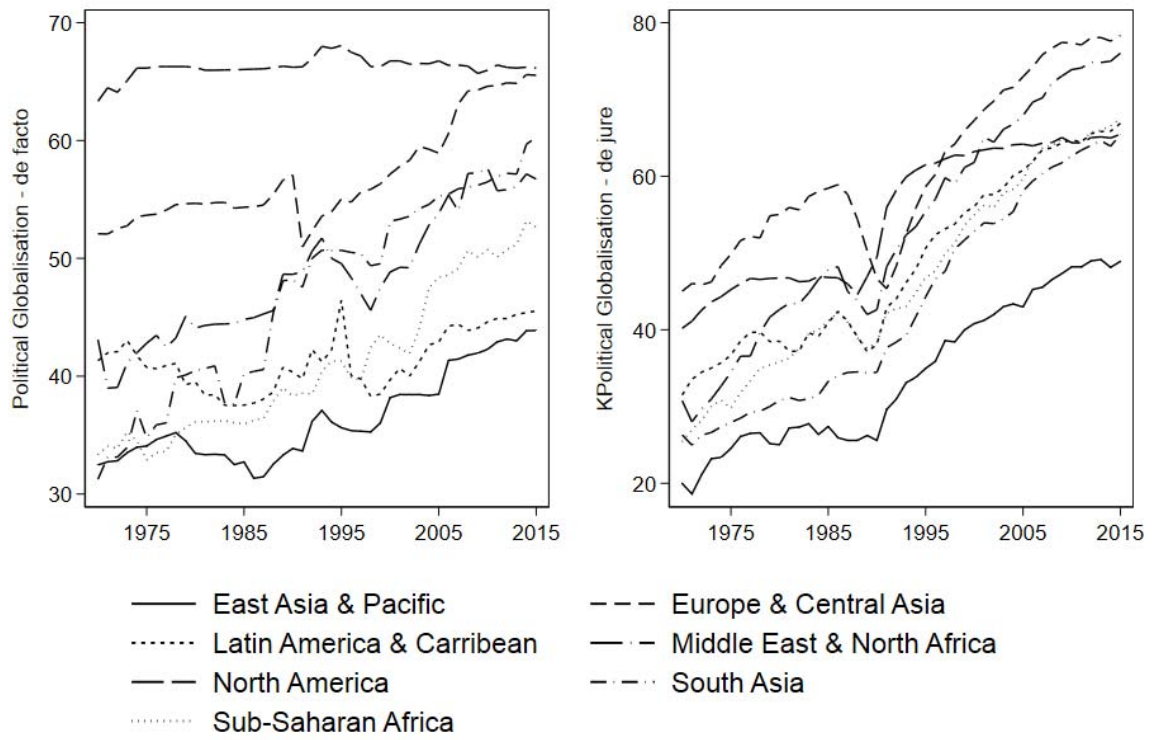 Political Globalisation - de facto
70
60
50
40
30
1975 1985 1995 2005 2015
KPolitical Globalisation - de jure
80
60
40
20
1975 1985 1995 2005 2015
East Asia & Pacific
Europe & Central Asia
Latin America & Carribean
Middle East & North Africa
North America
South Asia
Sub-Saharan Africa